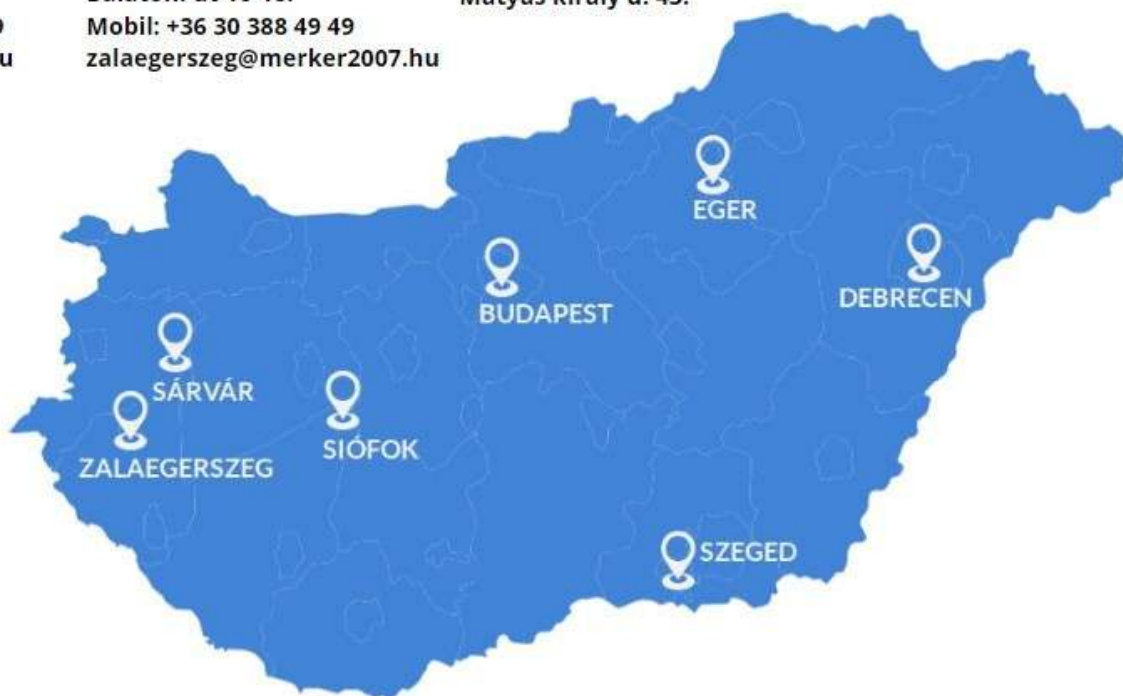 Mobil: +36 30 388 49 49
zalaegerszeg@merker2007.hu
EGER
DEBRECEN
BUDAPEST
SÁRVÁR
SIÓFOK
ZALAEGERSZEG
SZEGED